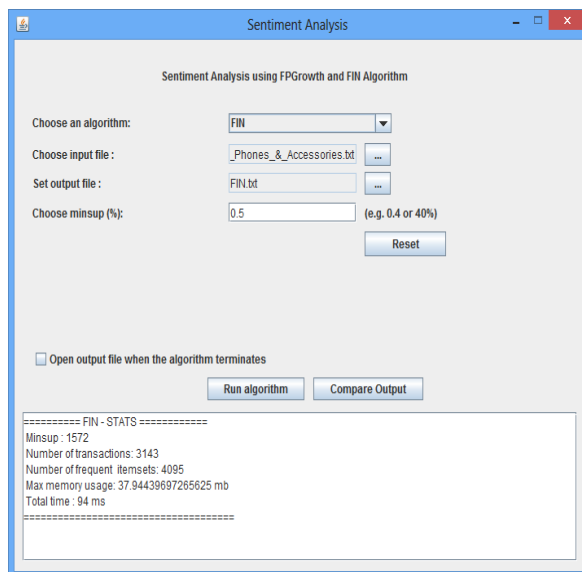 Sentiment Analysis
Sentiment Analysis using FPGrowth and FIN Algorithm
Choose an algorithm: FIN
Choose input file : _Phones_&_Accessories.txt ...
Set output file : FIN.txt ...
Choose minsup (%): 0.5 (e.g. 0.4 or 40%)
Reset
Open output file when the algorithm terminates
Run algorithm Compare Output
========== FIN - STATS ============
Minsup : 1572
Number of transactions: 3143
Number of frequent itemsets: 4095
Max memory usage: 37.94439697265625 mb
Total time : 94 ms
=====================================